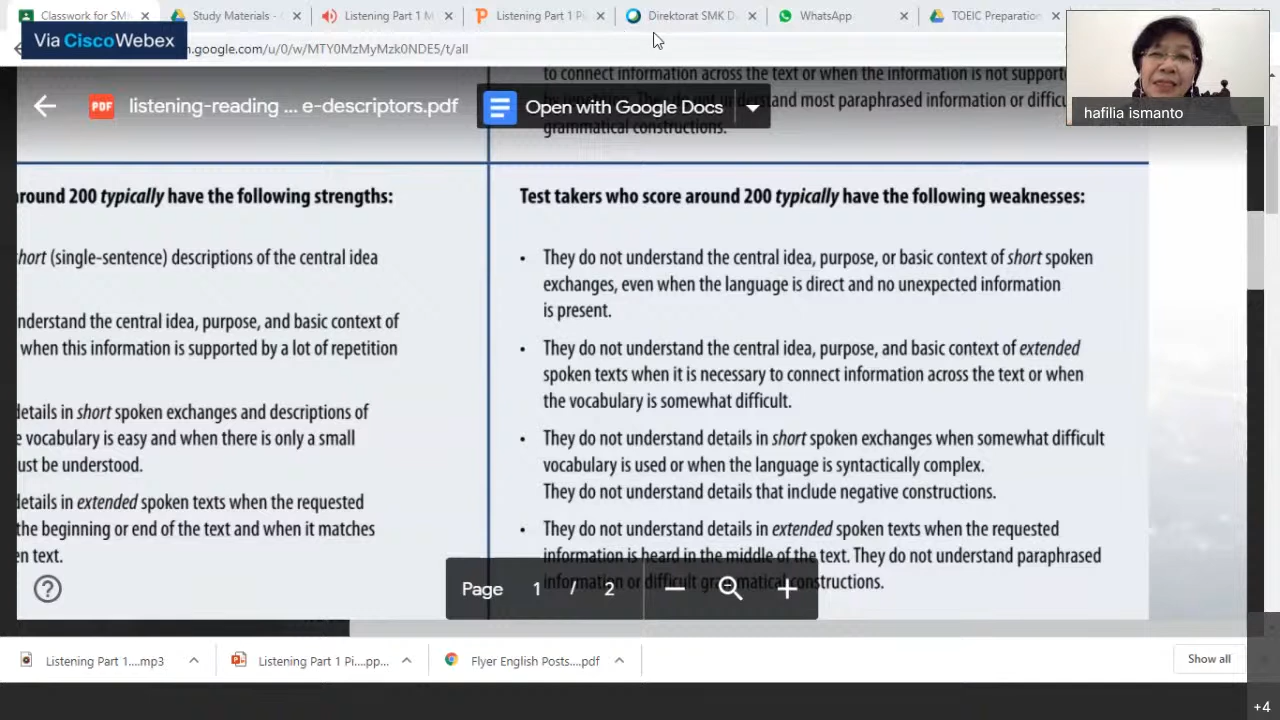 Classwork for SM
Study Materials - G
Listening Part 1 M
Listening Part 1 Pi
Direktorat SMK D
WhatsApp
TOEIC Preparation
Via CiscoWebex
.google.com/u/0/w/MTY0MzMyMzk0NDE5/t/all
hafilia ismanto
PDF listening-reading ... e-descriptors.pdf
Open with Google Docs
to connect information across the text or when the information is not
grammatical constructions.
around 200 typically have the following strengths:
short (single-sentence) descriptions of the central idea
understand the central idea, purpose, and basic context of
when this information is supported by a lot of repetition
details in short spoken exchanges and descriptions of
e vocabulary is easy and when there is only a small
ust be understood.
details in extended spoken texts when the requested
the beginning or end of the text and when it matches
en text.
Test takers who score around 200 typically have the following weaknesses:
• They do not understand the central idea, purpose, or basic context of short spoken
exchanges, even when the language is direct and no unexpected information
is present.
• They do not understand the central idea, purpose, and basic context of extended
spoken texts when it is necessary to connect information across the text or when
the vocabulary is somewhat difficult.
• They do not understand details in short spoken exchanges when somewhat difficult
vocabulary is used or when the language is syntactically complex.
They do not understand details that include negative constructions.
• They do not understand details in extended spoken texts when the requested
information is heard in the middle of the text. They do not understand paraphrased
information or difficult grammatical constructions.
Page 1 / 2
Listening Part 1....mp3
Listening Part 1 Pi....pp...
Flyer English Posts....pdf
Show all
+4